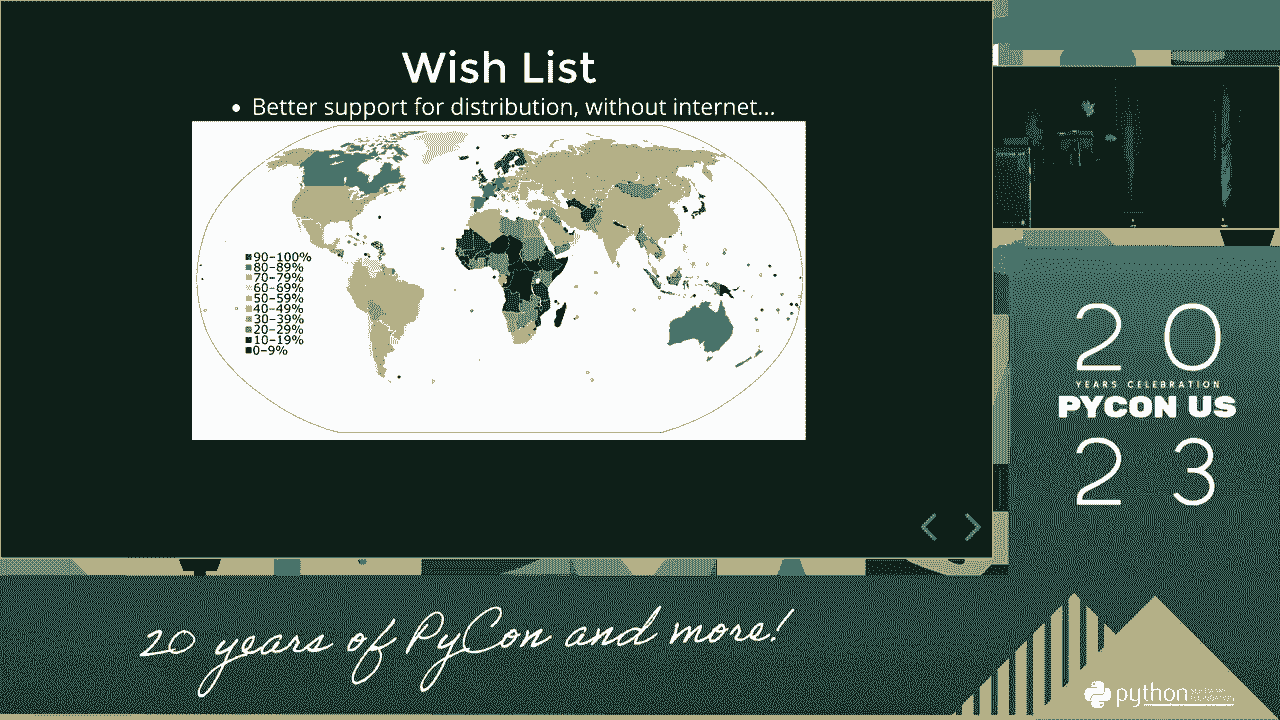 Wish List
• Better support for distribution, without internet...
90–100%
80–89%
70–79%
60–69%
50–59%
40–49%
30–39%
20–29%
10–19%
0–9%
20
YEARS CELEBRATION
PYCON US
23
20 years of PyCon and more!
python